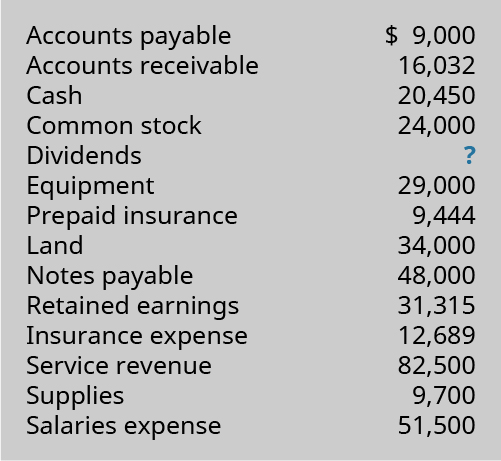 Accounts payable $ 9,000
Accounts receivable 16,032
Cash 20,450
Common stock 24,000
Dividends ?
Equipment 29,000
Prepaid insurance 9,444
Land 34,000
Notes payable 48,000
Retained earnings 31,315
Insurance expense 12,689
Service revenue 82,500
Supplies 9,700
Salaries expense 51,500